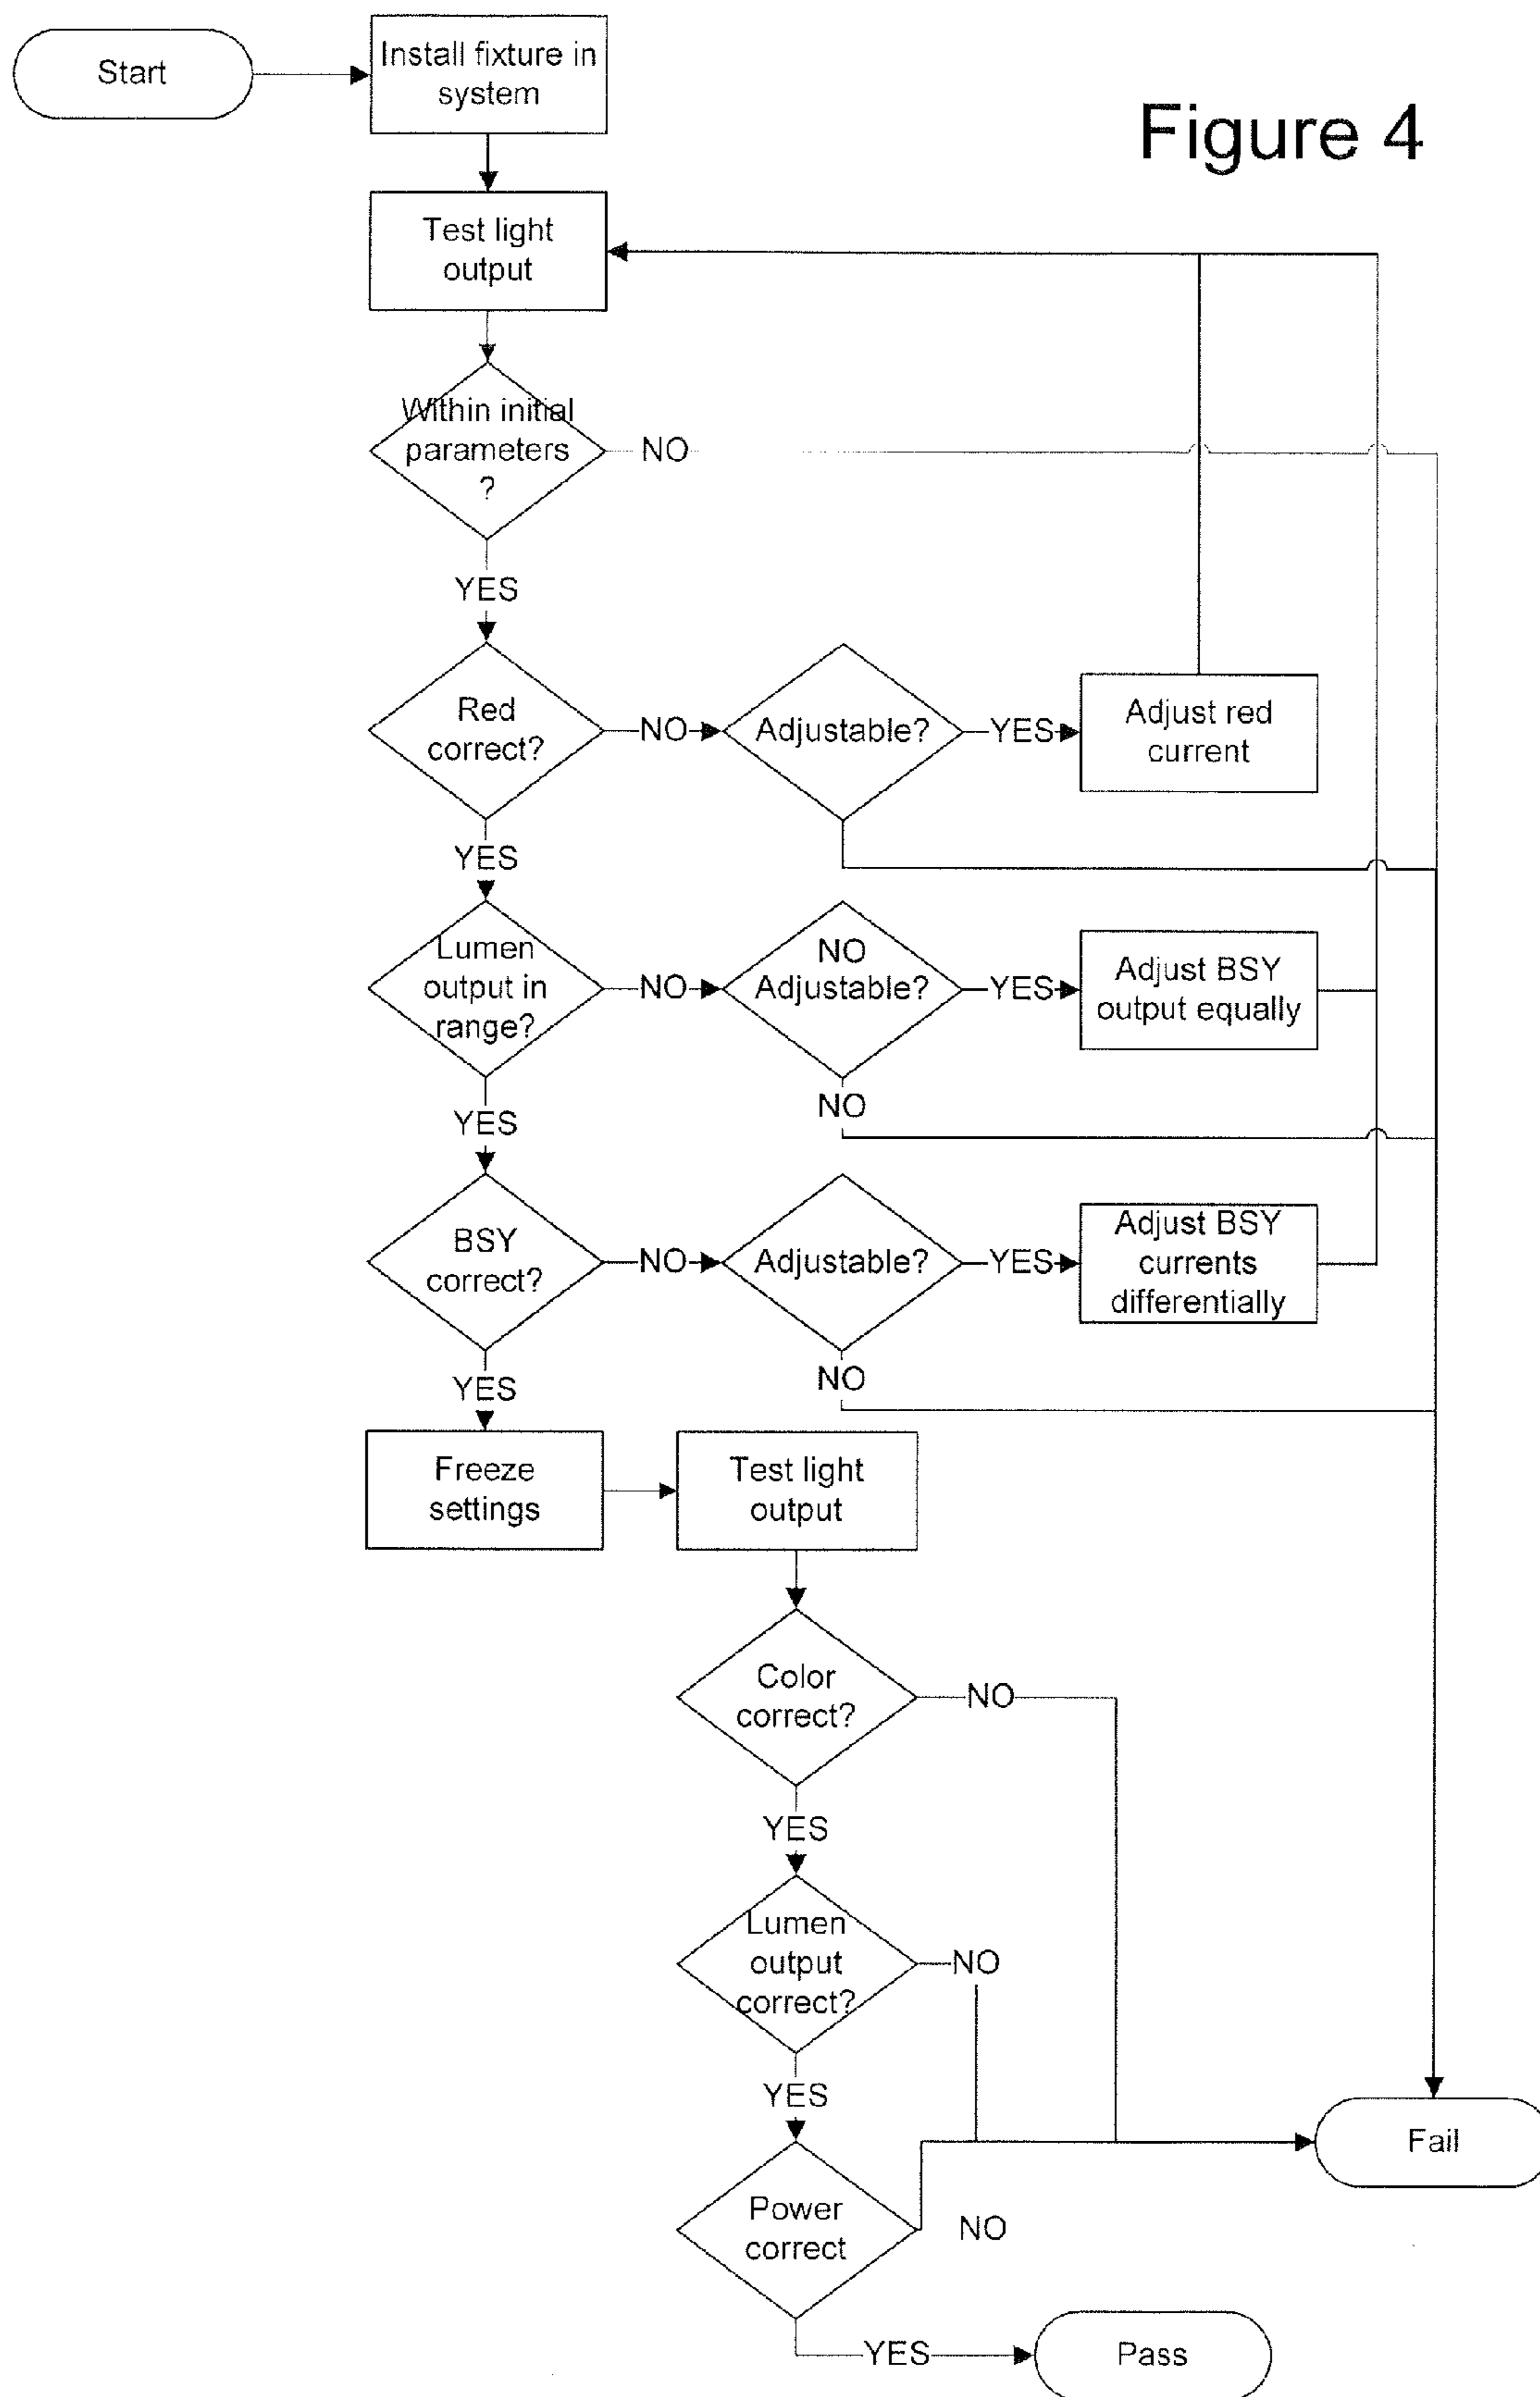 Start
Install fixture in
system
Figure 4
Test light
output
Within initial
parameters
?
NO
YES
Red
correct?
NO
Adjustable?
YES
Adjust red
current
YES
Lumen
output in
range?
NO
NO
Adjustable?
YES
Adjust BSY
output equally
NO
YES
BSY
correct?
NO
Adjustable?
YES
Adjust BSY
currents
differentially
NO
YES
Freeze
settings
Test light
output
Color
correct?
NO
YES
Lumen
output
correct?
NO
YES
Fail
Power
correct
NO
YES
Pass